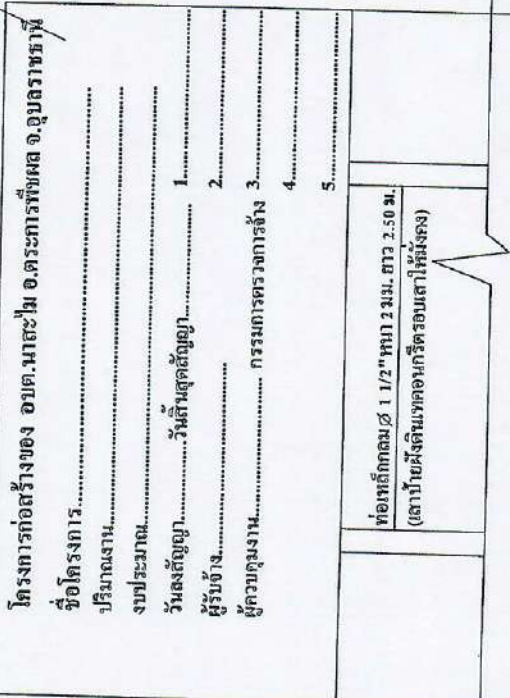 โครงการก่อสร้างของ อบต.นาสะไม อ.ตระการพืชผล จ.อุบลราชธานี
ชื่อโครงการ........................................................
ปริมาณงาน........................................................
งบประมาณ........................................................
วันลงสัญญา.................วันสิ้นสุดสัญญา......................... 1.........................
ผู้รับจ้าง......................................... 2.........................
ผู้ควบคุมงาน..................... กรรมการตรวจการจ้าง 3.........................
4.........................
5.........................
ท่อเหล็กกลม Ø 1 1/2" หนา 2 มม. ยาว 2.50 ม.
(เสาป้ายฝังดินเทคอนกรีตรอบเสาให้มั่งคง)